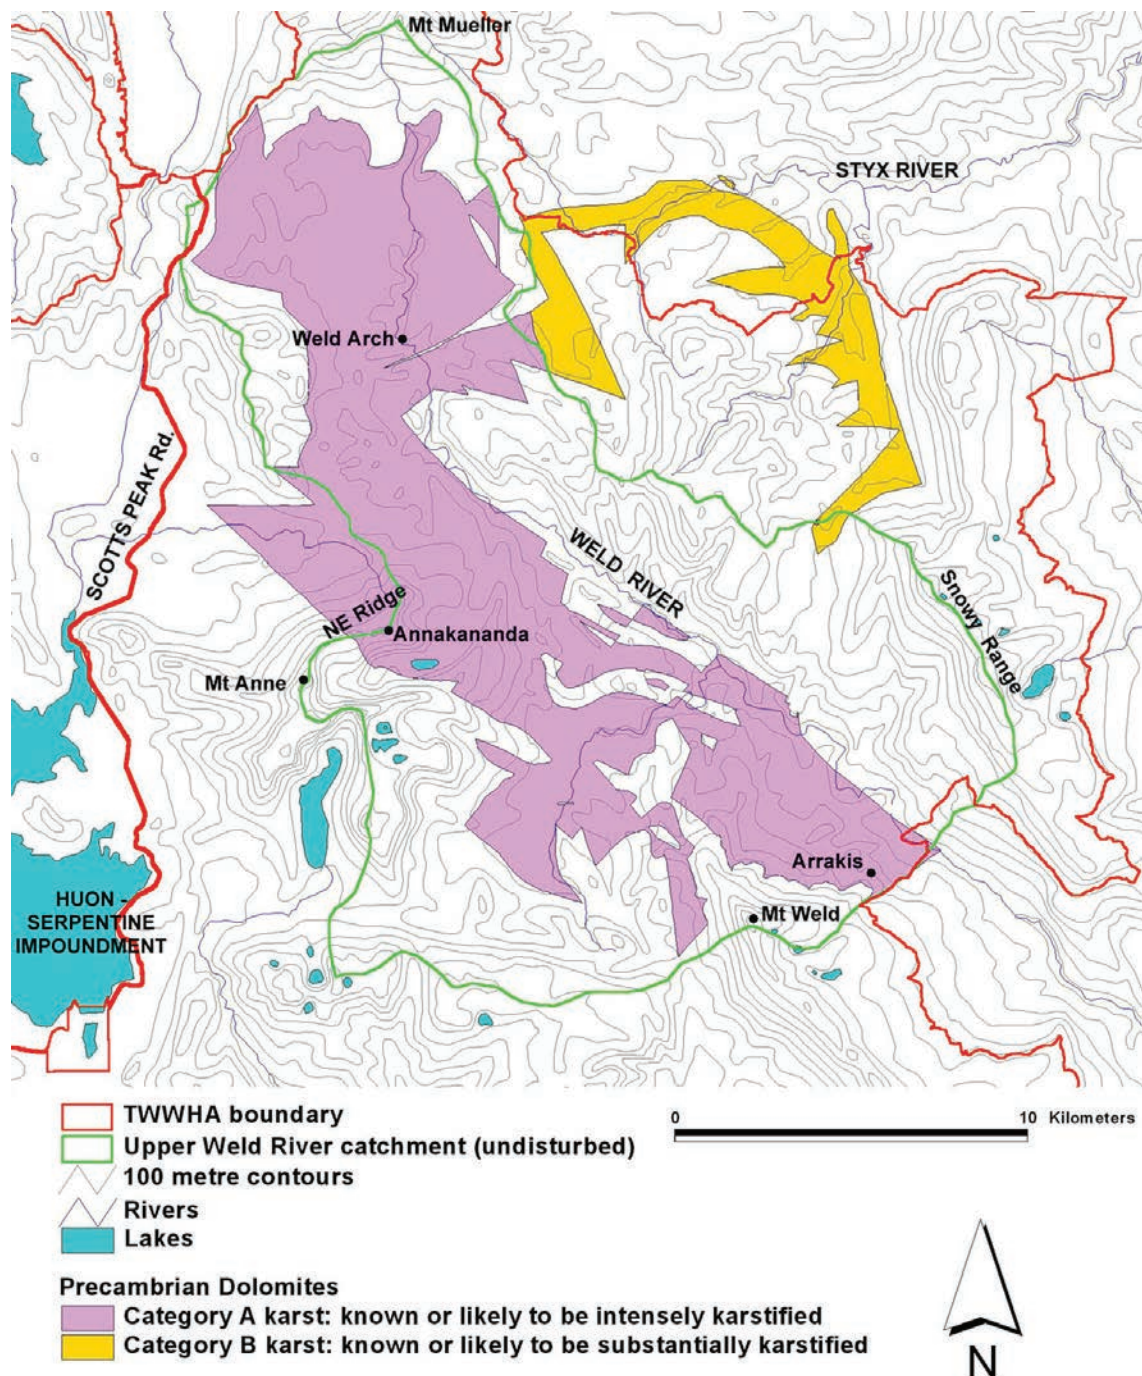 Mt Mueller
STYX RIVER
Weld Arch
SCOTTS PEAK Rd.
WELD RIVER
NE Ridge
Annakananda
Snowy Range
Mt Anne
Arrakis
Mt Weld
HUON -
SERPENTINE
IMPOUNDMENT
TWWHA boundary
0 10 Kilometers
Upper Weld River catchment (undisturbed)
100 metre contours
Rivers
Lakes
Precambrian Dolomites
Category A karst: known or likely to be intensely karstified
Category B karst: known or likely to be substantially karstified
N